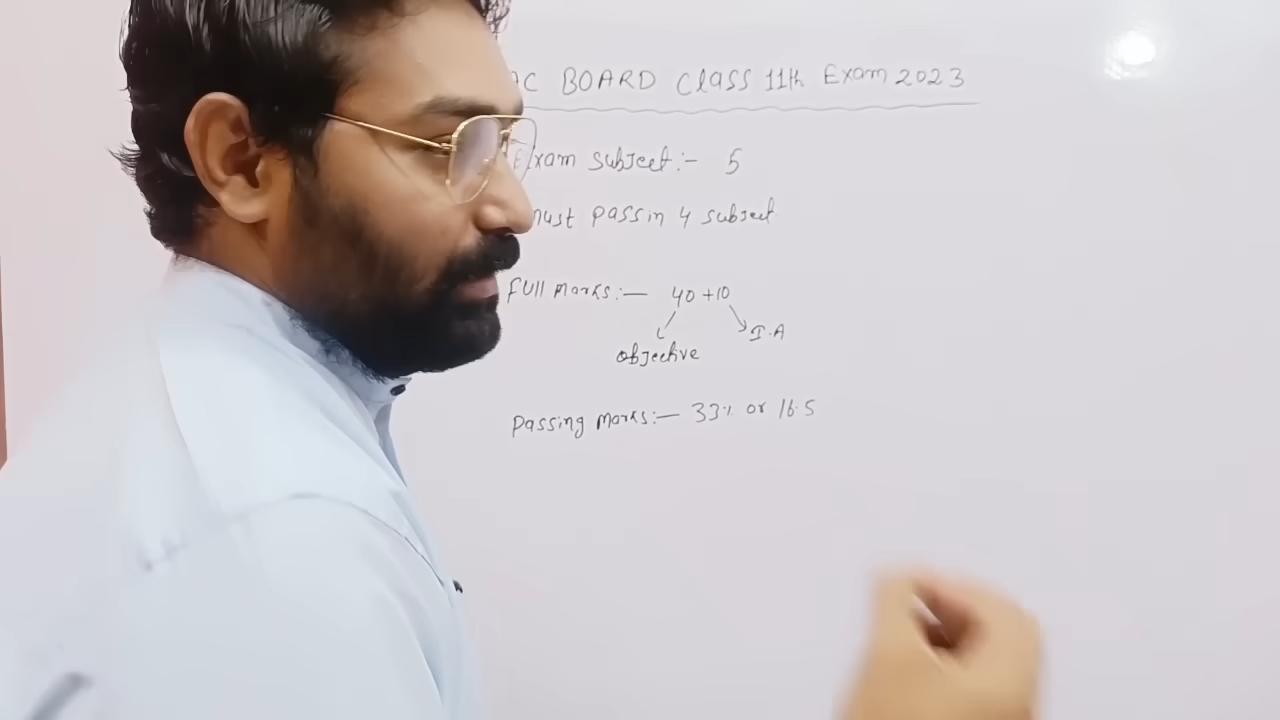 BOARD Class 11th Exam 2023
Exam subject:- 5
must pass in 4 subject
full marks:— 40 +10
objective I.A
Passing marks:— 33% or 16.5